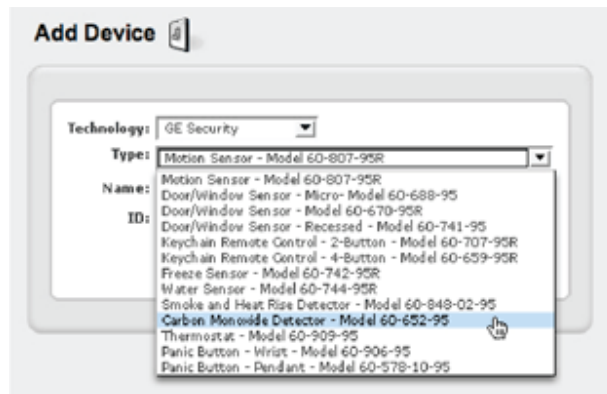 Add Device
Technology: GE Security
Type: Motion Sensor - Model 60-807-95R
Name:
ID:
Motion Sensor - Model 60-807-95R
Door/Window Sensor - Micro- Model 60-688-95
Door/Window Sensor - Model 60-670-95R
Door/Window Sensor - Recessed - Model 60-741-95
Keychain Remote Control - 2-Button - Model 60-707-95R
Keychain Remote Control - 4-Button - Model 60-659-95R
Freeze Sensor - Model 60-742-95R
Water Sensor - Model 60-744-95R
Smoke and Heat Rise Detector - Model 60-848-02-95
Carbon Monoxide Detector - Model 60-652-95
Thermostat - Model 60-909-95
Panic Button - Wrist - Model 60-906-95
Panic Button - Pendant - Model 60-578-10-95